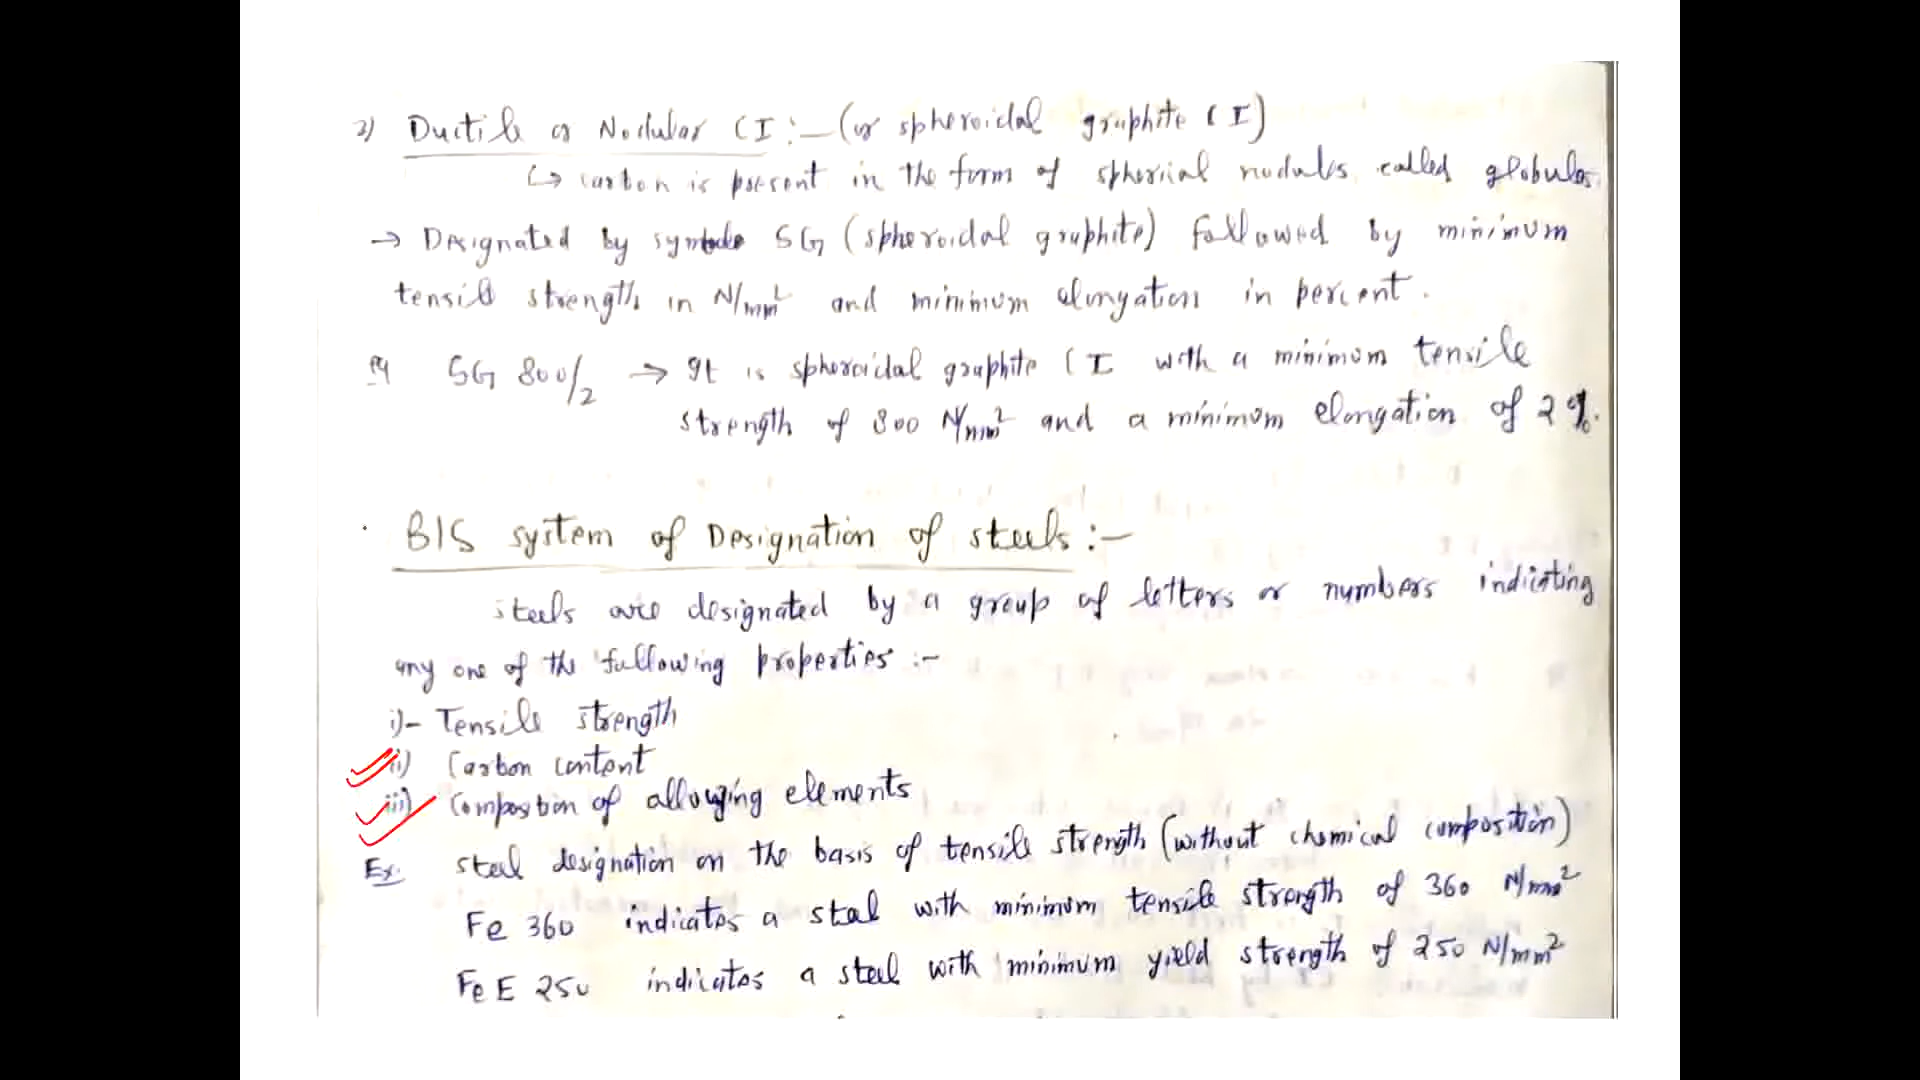 2) Ductile or Nodular CI :- (or spheroidal graphite CI)
↳ carbon is present in the form of spherical nodules called globules.
→ Designated by symbole SG (spheroidal graphite) followed by minimum
tensile strength in N/mm² and minimum elongation in percent.
eg SG 800/2 → It is spheroidal graphite CI with a minimum tensile
strength of 800 N/mm² and a minimum elongation of 2%.
BIS system of Designation of steels :-
steels are designated by a group of letters or numbers indicating
any one of the following properties :-
i)- Tensile strength
ii) Carbon content
iii) Composition of alloying elements
Ex. steel designation on the basis of tensile strength (without chemical composition)
Fe 360 indicates a steel with minimum tensile strength of 360 N/mm²
FeE 250 indicates a steel with minimum yield strength of 250 N/mm²